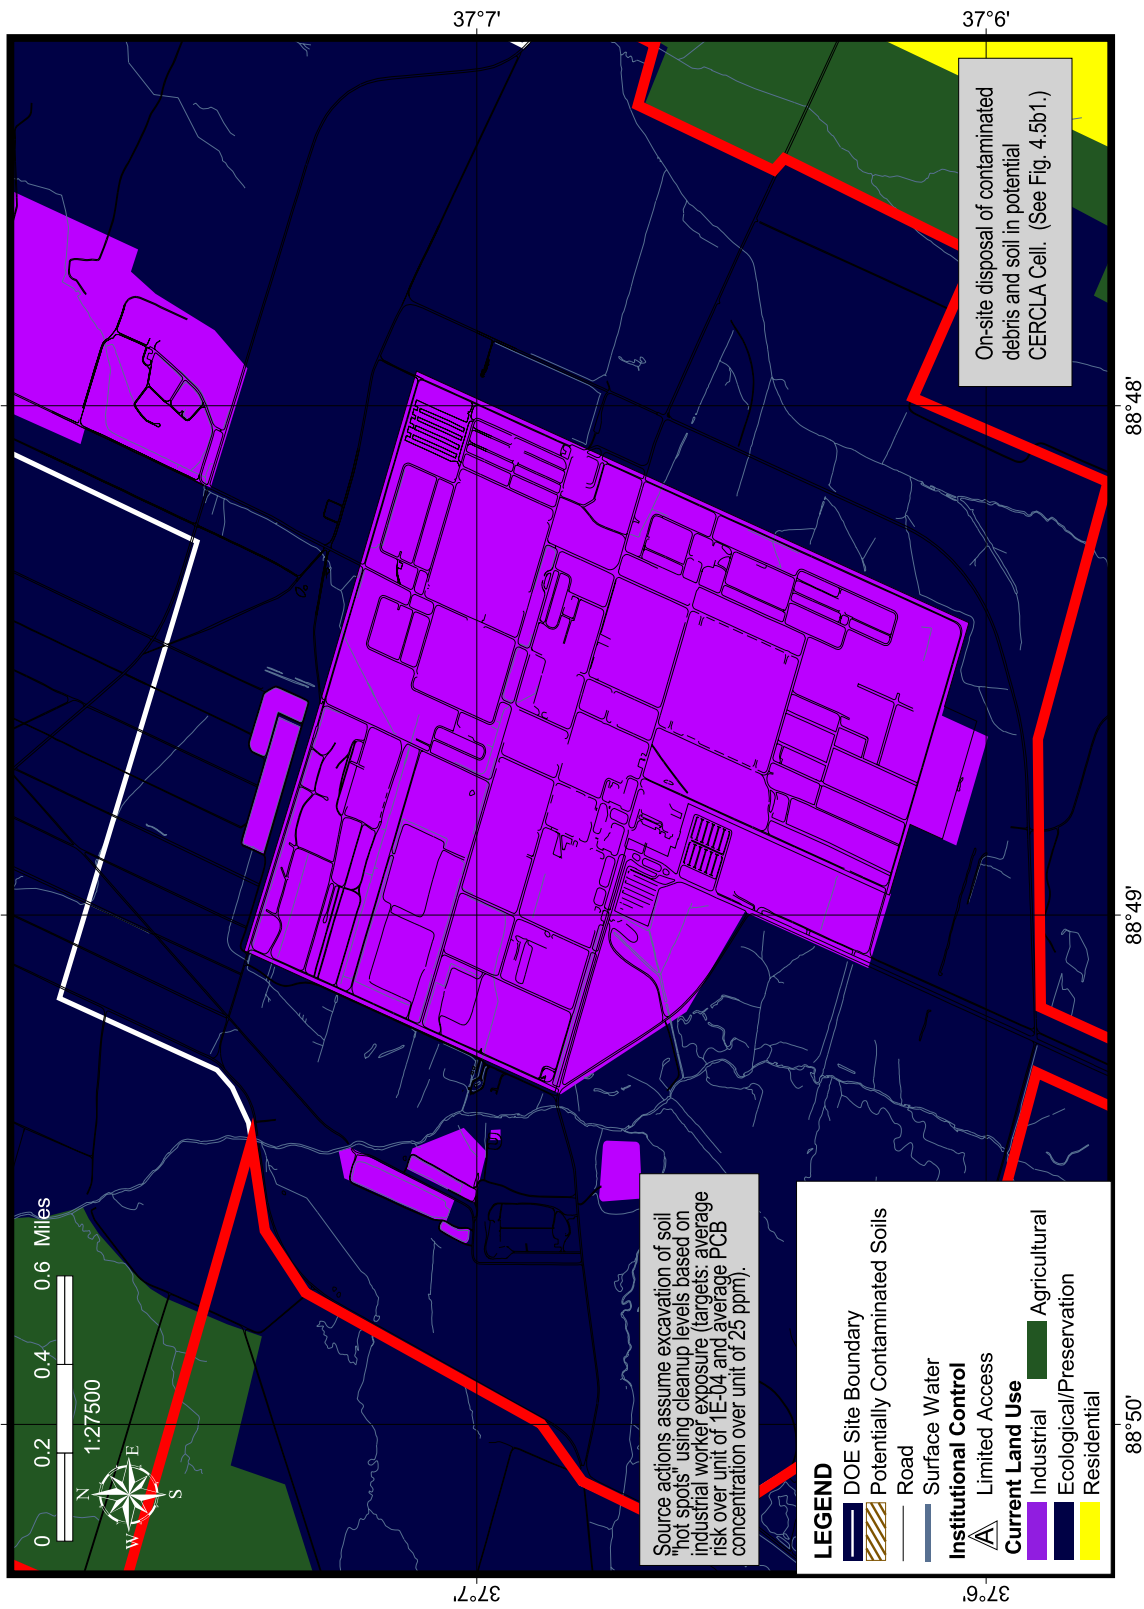 37°7'
37°6'
88°48'
88°49'
88°50'
37°7'
37°6'
On-site disposal of contaminated
debris and soil in potential
CERCLA Cell.  (See Fig. 4.5b1.)
0
0.2
0.4
0.6 Miles
1:27500
N
E
S
W
Source actions assume excavation of soil
"hot spots" using cleanup levels based on
industrial worker exposure (targets: average
risk over unit of 1E-04 and average PCB
concentration over unit of 25 ppm).
LEGEND
DOE Site Boundary
Potentially Contaminated Soils
Road
Surface Water
Institutional Control
A Limited Access
Current Land Use
Industrial
Agricultural
Ecological/Preservation
Residential